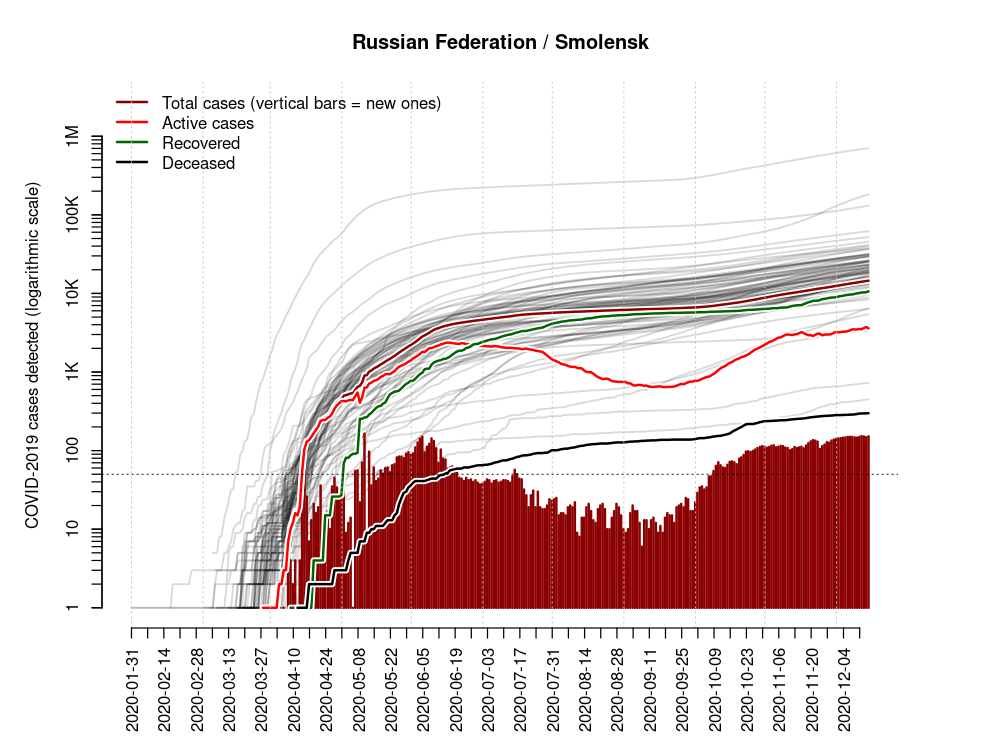 Russian Federation / Smolensk
Total cases (vertical bars = new ones)
Active cases
Recovered
Deceased
COVID-2019 cases detected (logarithmic scale)
1M
100K
10K
1K
100
10
1
2020-01-31
2020-02-14
2020-02-28
2020-03-13
2020-03-27
2020-04-10
2020-04-24
2020-05-08
2020-05-22
2020-06-05
2020-06-19
2020-07-03
2020-07-17
2020-07-31
2020-08-14
2020-08-28
2020-09-11
2020-09-25
2020-10-09
2020-10-23
2020-11-06
2020-11-20
2020-12-04